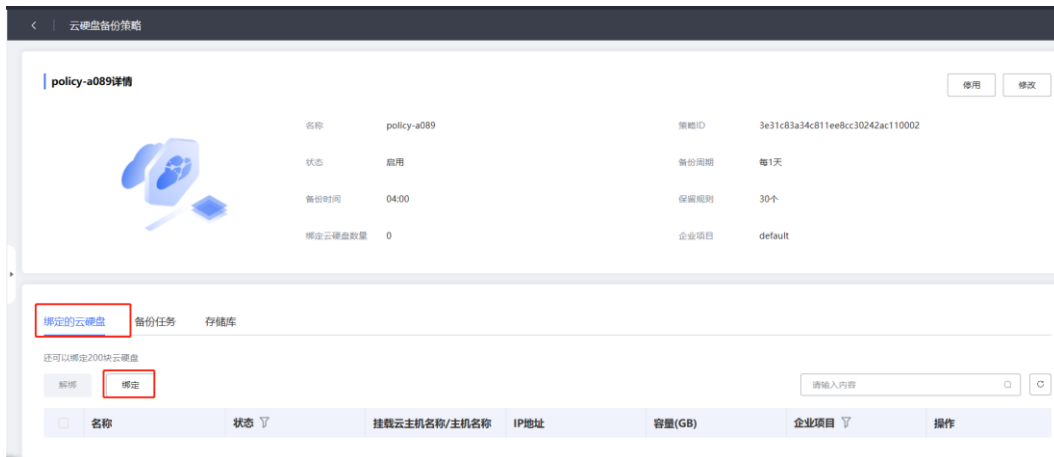 云硬盘备份策略
policy-a089详情
停用 修改
名称 policy-a089 策略ID 3e31c83a34c811ee8cc30242ac110002
状态 启用 备份周期 每1天
备份时间 04:00 保留规则 30个
绑定云硬盘数量 0 企业项目 default
绑定的云硬盘 备份任务 存储库
还可以绑定200块云硬盘
解绑 绑定 请输入内容
名称 状态 挂载云主机名称/主机名称 IP地址 容量(GB) 企业项目 操作